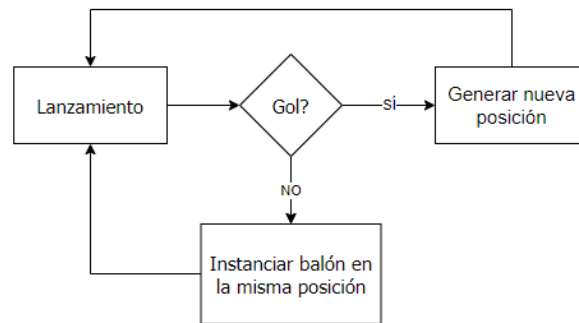 Lanzamiento
Gol?
SÍ
Generar nueva
posición
NO
Instanciar balón en
la misma posición